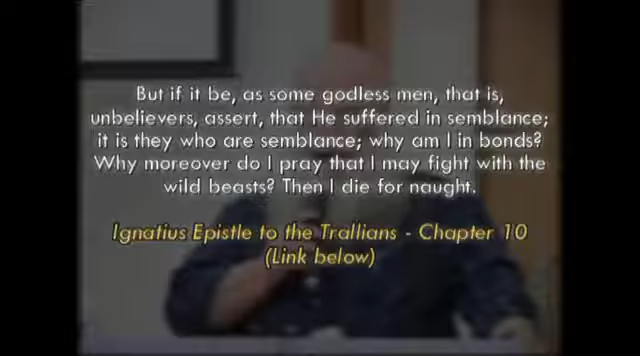 But if it be, as some godless men, that is,
unbelievers, assert, that He suffered in semblance;
it is they who are semblance; why am I in bonds?
Why moreover do I pray that I may fight with the
wild beasts? Then I die for naught.
Ignatius Epistle to the Trallians - Chapter 10
(Link below)